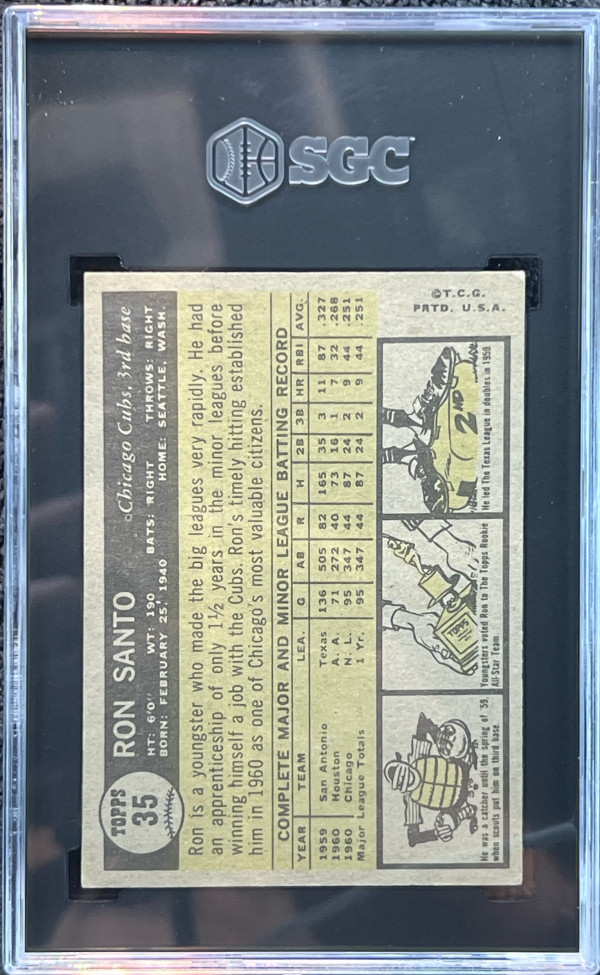 SGC
TOPPS
35
RON SANTO
Chicago Cubs, 3rd base
HT: 6'0" WT: 190 BATS: RIGHT THROWS: RIGHT
BORN: FEBRUARY 25, 1940 HOME: SEATTLE, WASH.
Ron is a youngster who made the big leagues very rapidly. He had
an apprenticeship of only 1½ years in the minor leagues before
winning himself a job with the Cubs. Ron's timely hitting established
him in 1960 as one of Chicago's most valuable citizens.
COMPLETE MAJOR AND MINOR LEAGUE BATTING RECORD
YEAR TEAM LEA. G AB R H 2B 3B HR RBI AVG.
1959 San Antonio Texas 136 505 82 165 35 3 11 87 .327
1960 Houston A. A. 71 272 40 73 16 1 7 32 .268
1960 Chicago N. L. 95 347 44 87 24 2 9 44 .251
Major League Totals 1 Yr. 95 347 44 87 24 2 9 44 .251
He was a catcher until the spring of '59
when scouts put him on third base.
TOPPS
Youngsters voted Ron to The Topps Rookie
All-Star Team.
2ND
He led The Texas League in doubles in 1959.
©T.C.G.
PRTD. U.S.A.